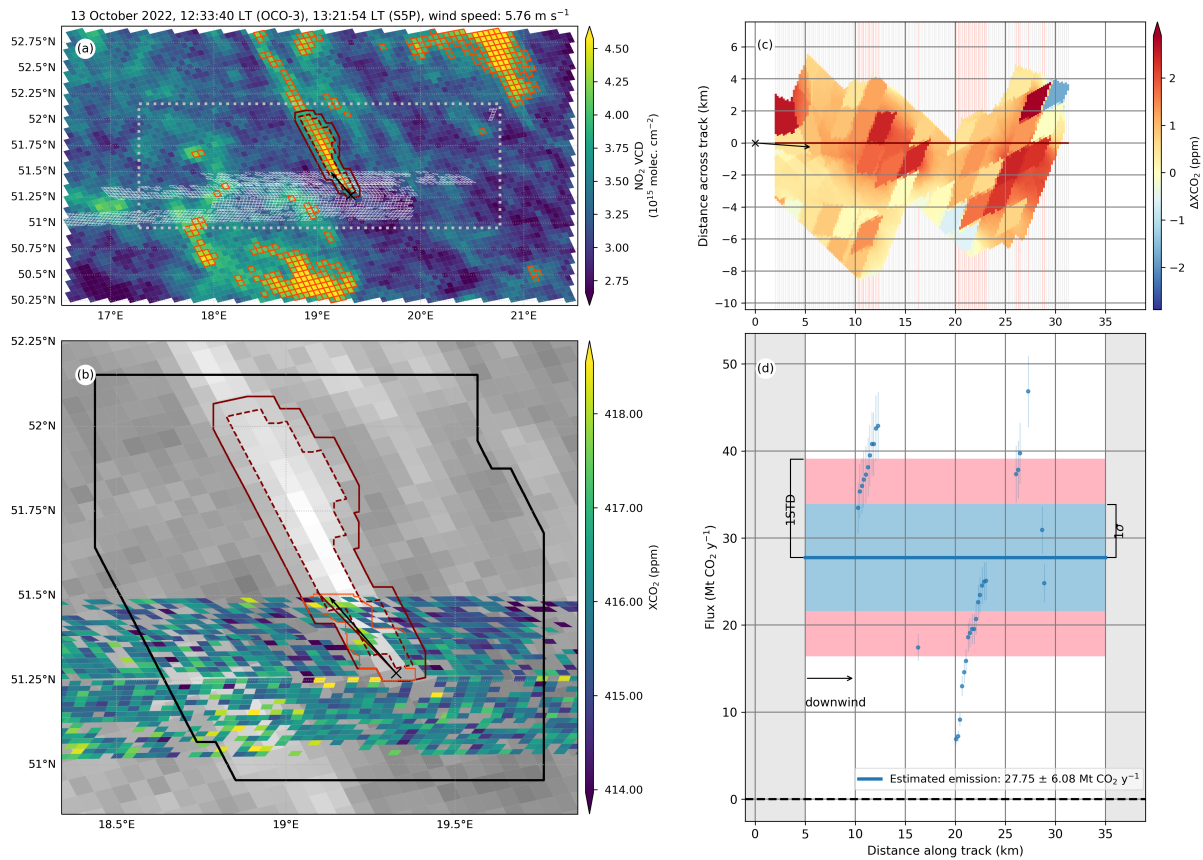 13 October 2022, 12:33:40 LT (OCO-3), 13:21:54 LT (S5P), wind speed: 5.76 m s⁻¹
(a)
52.75°N
52.5°N
52.25°N
52°N
51.75°N
51.5°N
51.25°N
51°N
50.75°N
50.5°N
50.25°N
17°E
18°E
19°E
20°E
21°E
4.50
4.25
4.00
3.75
3.50
3.25
3.00
2.75
NO₂ VCD
(10¹⁵ molec. cm⁻²)
(c)
6
4
2
0
−2
−4
−6
−8
−10
0
5
10
15
20
25
30
35
Distance across track (km)
2
1
0
−1
−2
ΔXCO₂ (ppm)
(b)
52.25°N
52°N
51.75°N
51.5°N
51.25°N
51°N
18.5°E
19°E
19.5°E
418.00
417.00
416.00
415.00
414.00
XCO₂ (ppm)
(d)
50
40
30
20
10
0
Flux (Mt CO₂ y⁻¹)
1STD
1σ
downwind
Estimated emission: 27.75 ± 6.08 Mt CO₂ y⁻¹
0
5
10
15
20
25
30
35
Distance along track (km)